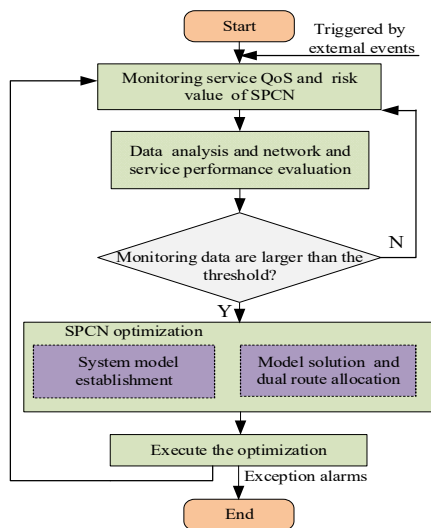 Start
Triggered by
external events
Monitoring service QoS and risk
value of SPCN
Data analysis and network and
service performance evaluation
Monitoring data are larger than the
threshold?
N
Y
SPCN optimization
System model
establishment
Model solution and
dual route allocation
Execute the optimization
Exception alarms
End